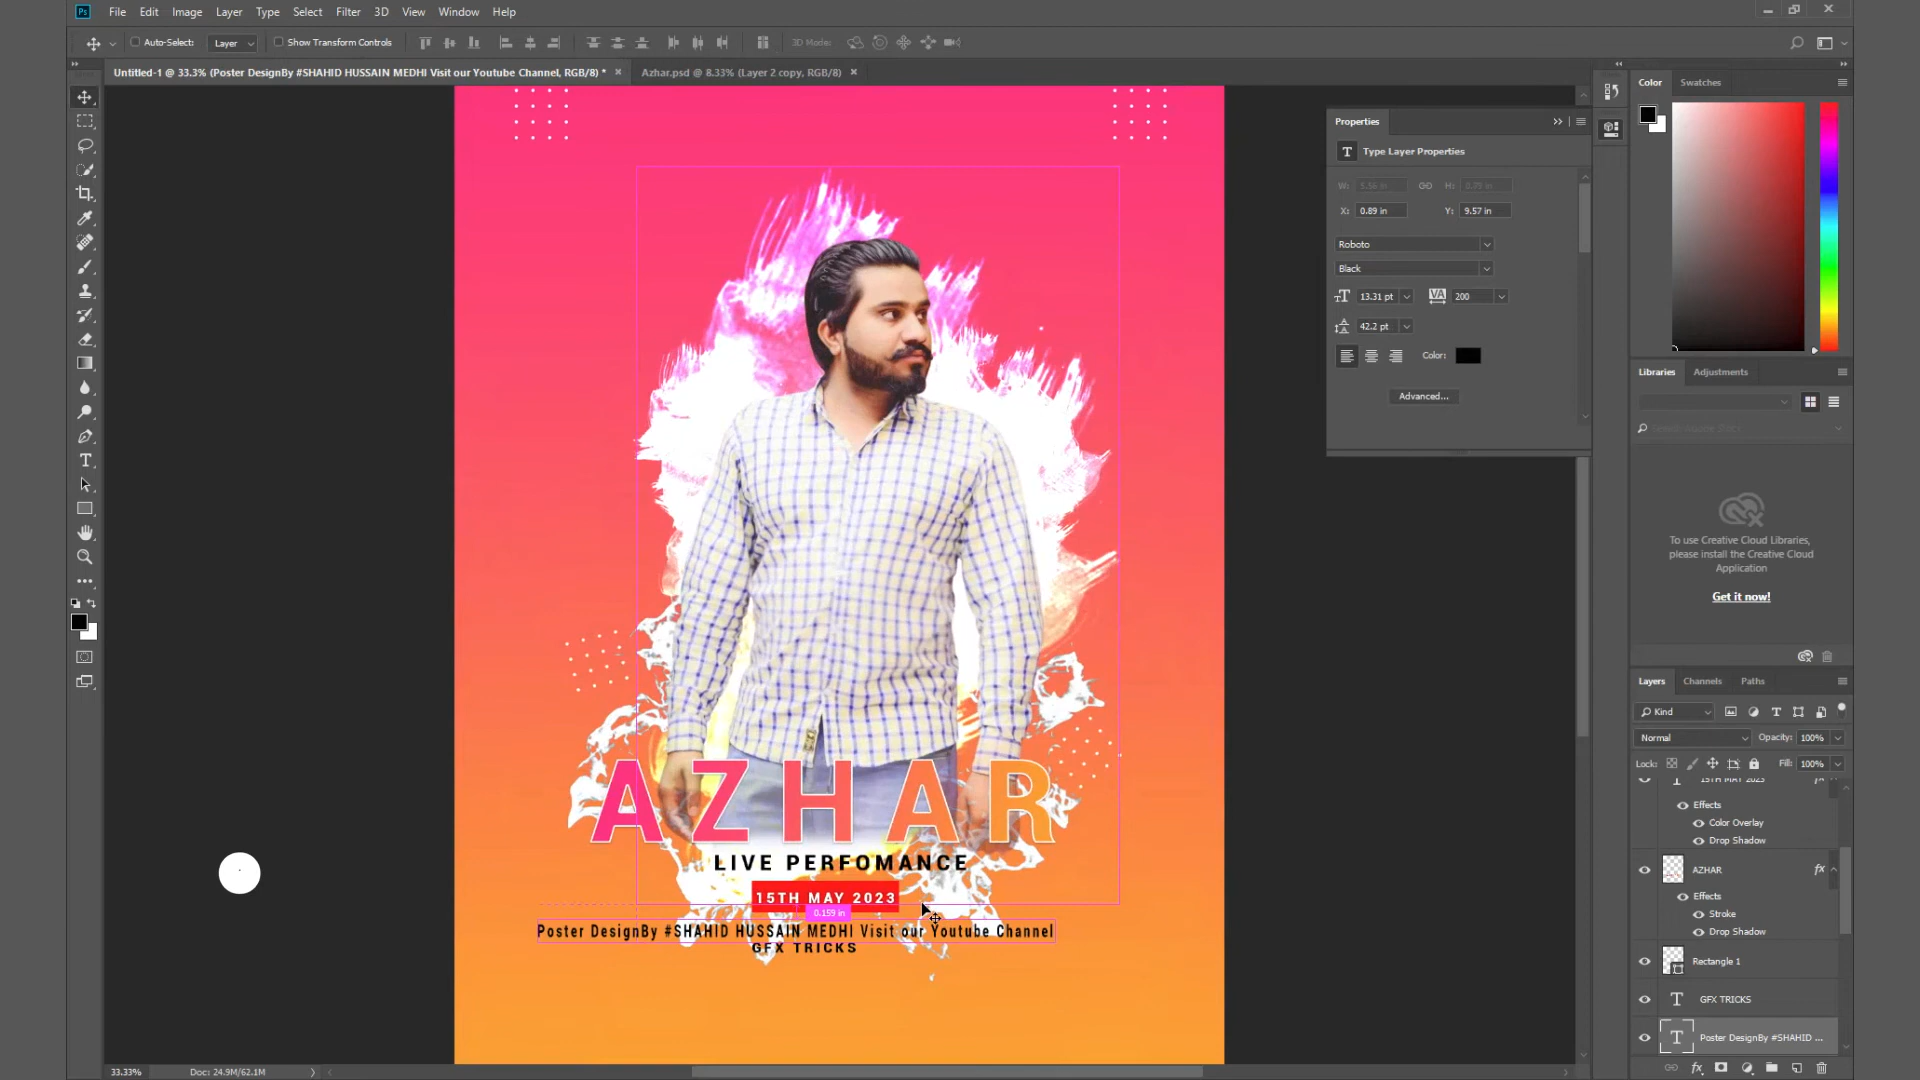 Ps File Edit Image Layer Type Select Filter 3D View Window Help
Auto-Select: Layer Show Transform Controls 3D Mode:
Untitled-1 @ 33.3% (Poster DesignBy #SHAHID HUSSAIN MEDHI Visit our Youtube Channel, RGB/8) * × Azhar.psd @ 8.33% (Layer 2 copy, RGB/8) ×
Color Swatches
Properties
T Type Layer Properties
W: 5.56 in H: 0.29 in
X: 0.89 in Y: 9.57 in
Roboto
Black
13.31 pt VA 200
42.2 pt
Color:
Advanced...
Libraries Adjustments
To use Creative Cloud Libraries,
please install the Creative Cloud
Application
Get it now!
Layers Channels Paths
Kind
Normal Opacity: 100%
Lock: Fill: 100%
15TH MAY 2023 fx
Effects
Color Overlay
Drop Shadow
AZHAR fx
Effects
Stroke
Drop Shadow
Rectangle 1
T GFX TRICKS
T Poster DesignBy #SHAHID ...
AZHAR
LIVE PERFOMANCE
15TH MAY 2023
0.159 in
Poster DesignBy #SHAHID HUSSAIN MEDHI Visit our Youtube Channel
GFX TRICKS
33.33% Doc: 24.9M/62.1M